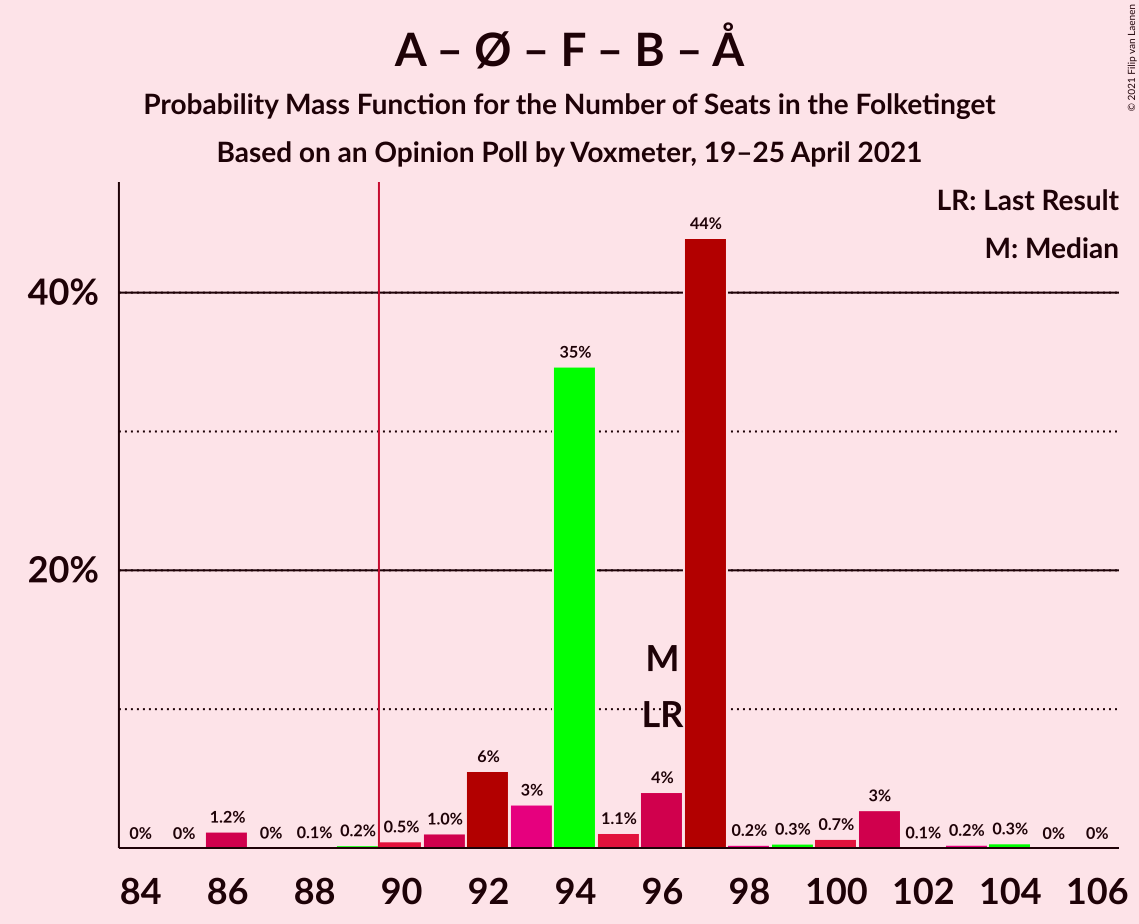 A – Ø – F – B – Å
Probability Mass Function for the Number of Seats in the Folketinget
Based on an Opinion Poll by Voxmeter, 19–25 April 2021
© 2021 Filip van Laenen
LR: Last Result
M: Median
40%
20%
0% 0% 1.2% 0% 0.1% 0.2% 0.5% 1.0% 6% 3% 35% 1.1% 4% 44% 0.2% 0.3% 0.7% 3% 0.1% 0.2% 0.3% 0% 0%
M
LR
84 86 88 90 92 94 96 98 100 102 104 106